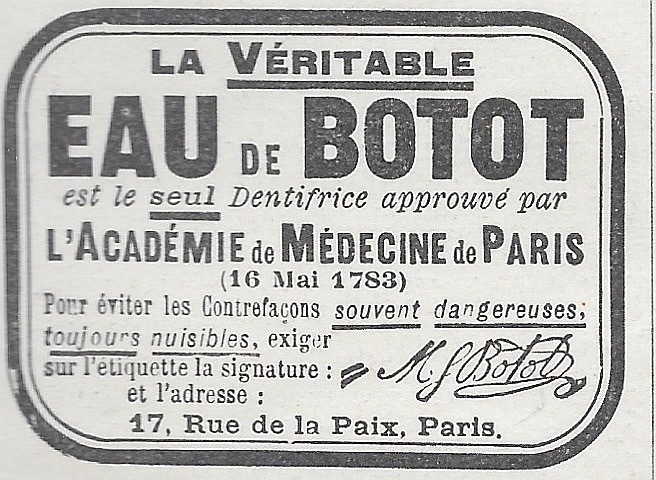 LA VÉRITABLE
EAU DE BOTOT
est le seul Dentifrice approuvé par
L'ACADÉMIE de MÉDECINE de PARIS
(16 Mai 1783)
Pour éviter les Contrefaçons souvent dangereuses,
toujours nuisibles, exiger
sur l'étiquette la signature : M. S. Botot
et l'adresse :
17, Rue de la Paix, Paris.